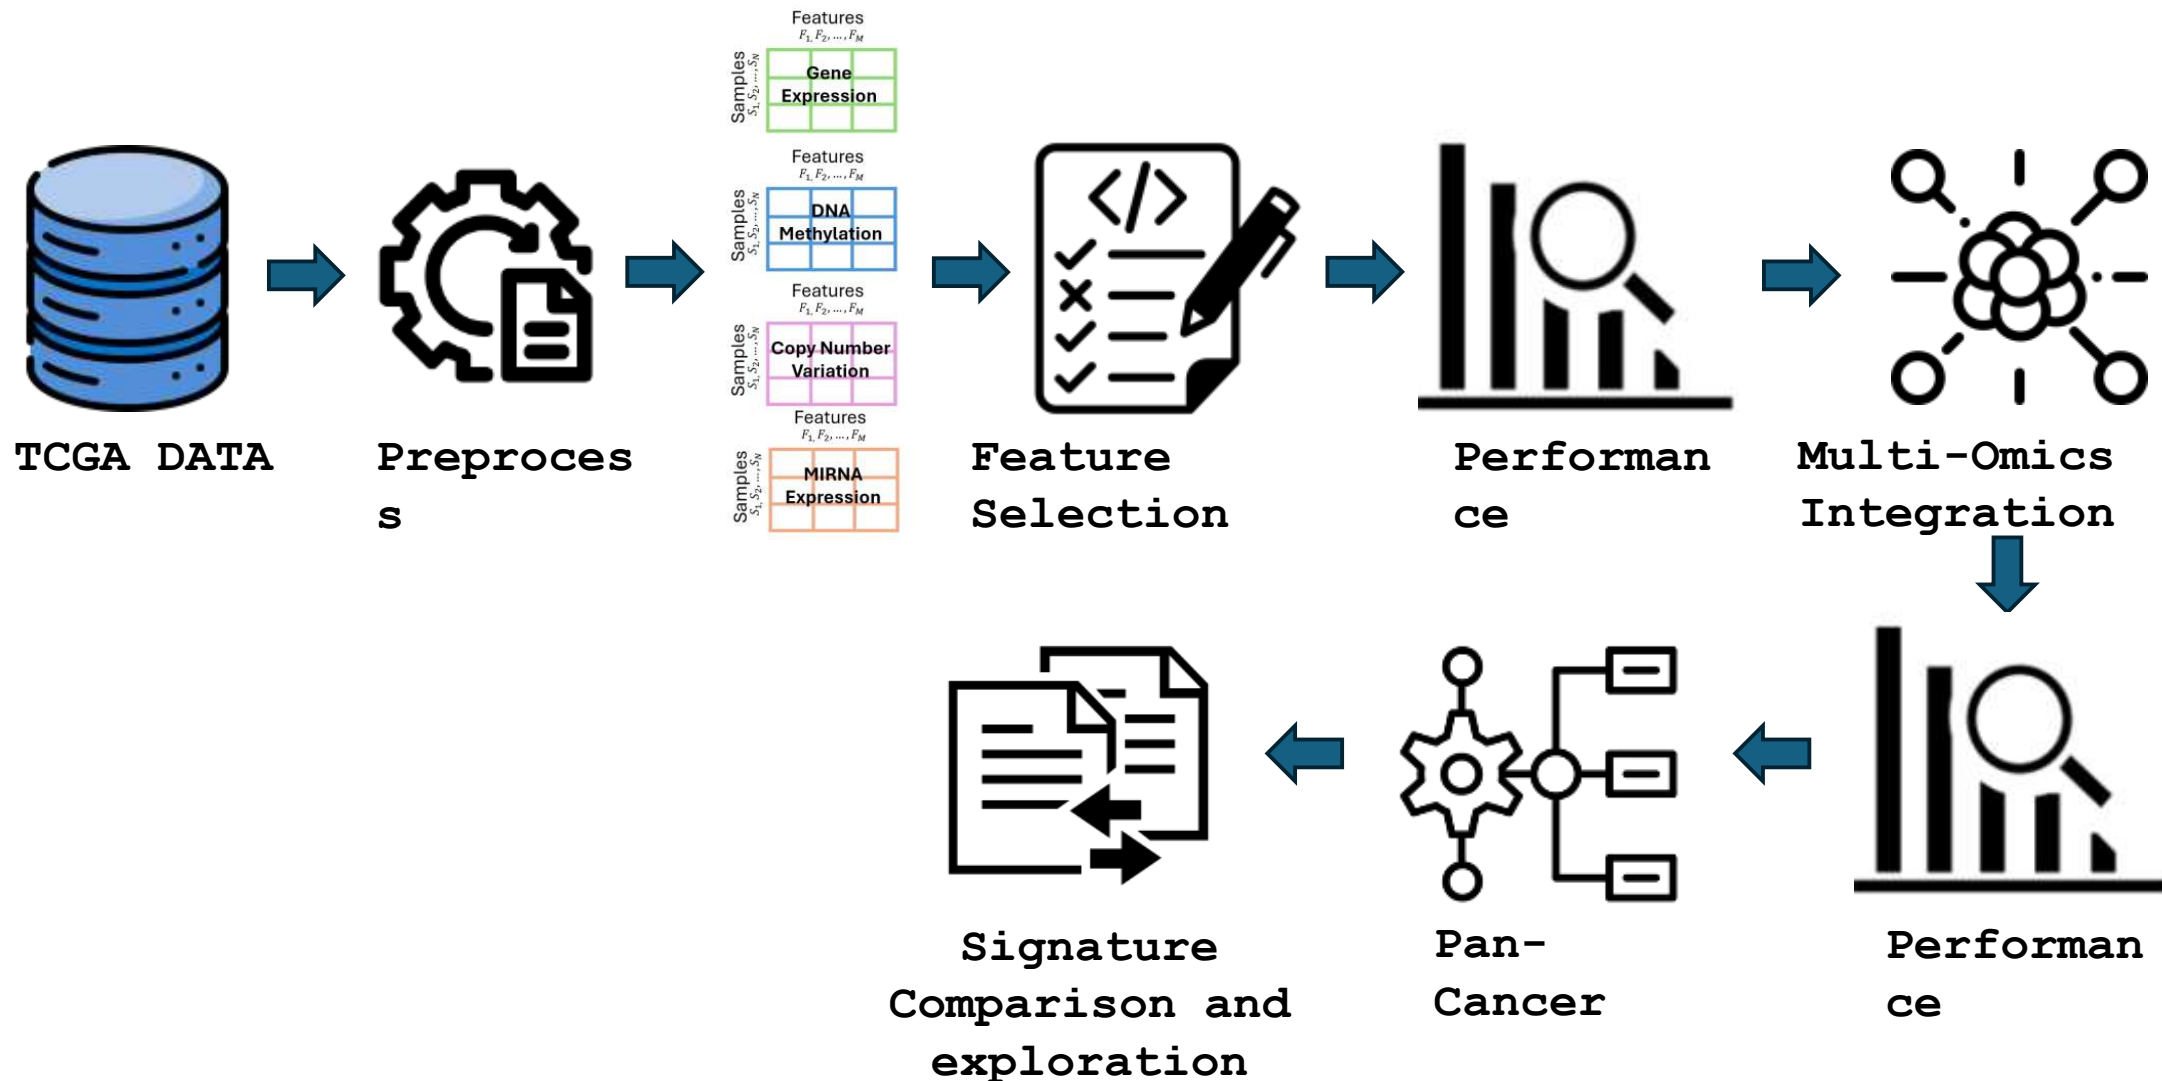 Features
F1, F2, ..., FM
Samples
S1, S2, ..., SN
Gene
Expression
Features
F1, F2, ..., FM
Samples
S1, S2, ..., SN
DNA
Methylation
Features
F1, F2, ..., FM
Samples
S1, S2, ..., SN
Copy Number
Variation
Features
F1, F2, ..., FM
Samples
S1, S2, ..., SN
MIRNA
Expression
</>
TCGA DATA
Preproces
s
Feature
Selection
Performan
ce
Multi-Omics
Integration
Signature
Comparison and
exploration
Pan-
Cancer
Performan
ce